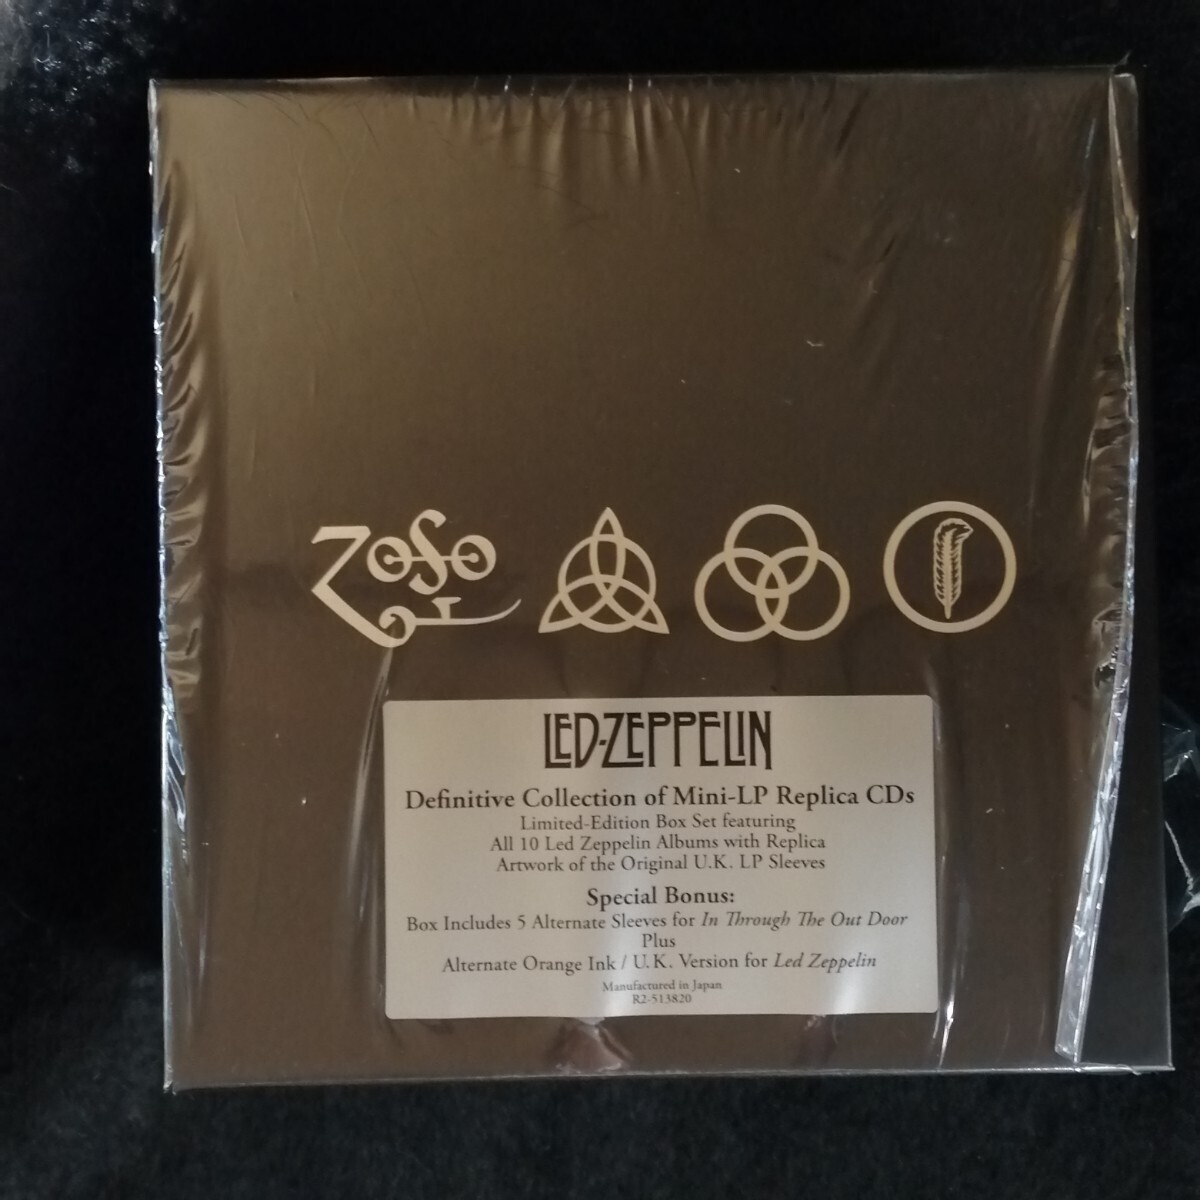 ZoSo
LED-ZEPPELIN
Definitive Collection of Mini-LP Replica CDs
Limited-Edition Box Set featuring
All 10 Led Zeppelin Albums with Replica
Artwork of the Original U.K. LP Sleeves
Special Bonus:
Box Includes 5 Alternate Sleeves for In Through The Out Door
Plus
Alternate Orange Ink / U.K. Version for Led Zeppelin
Manufactured in Japan
R2-513820